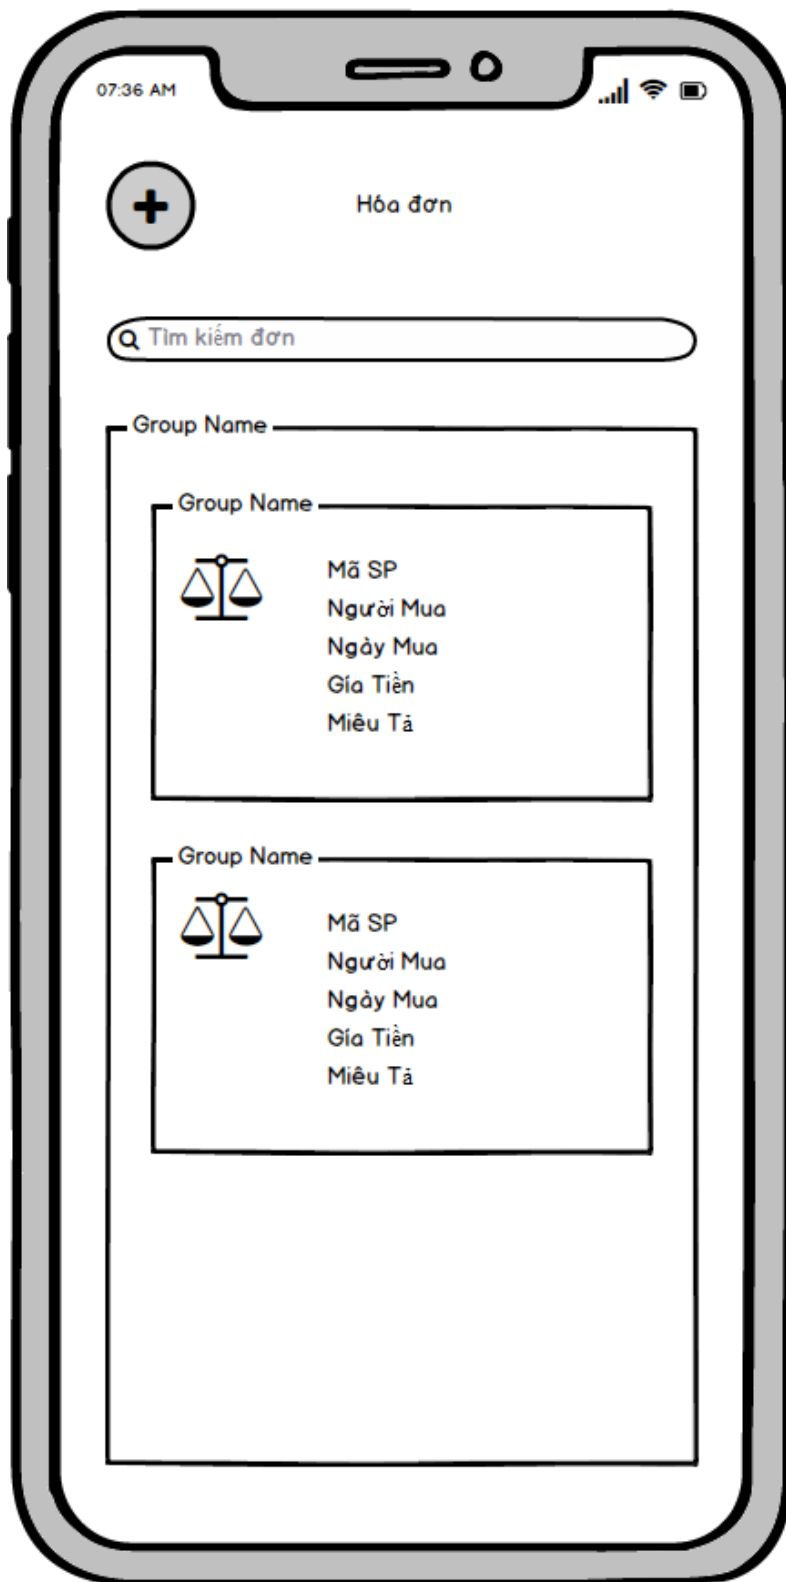 07:36 AM
Hóa đơn
Tìm kiếm đơn
Group Name
Group Name
Mã SP
Người Mua
Ngày Mua
Gía Tiền
Miêu Tả
Group Name
Mã SP
Người Mua
Ngày Mua
Gía Tiền
Miêu Tả